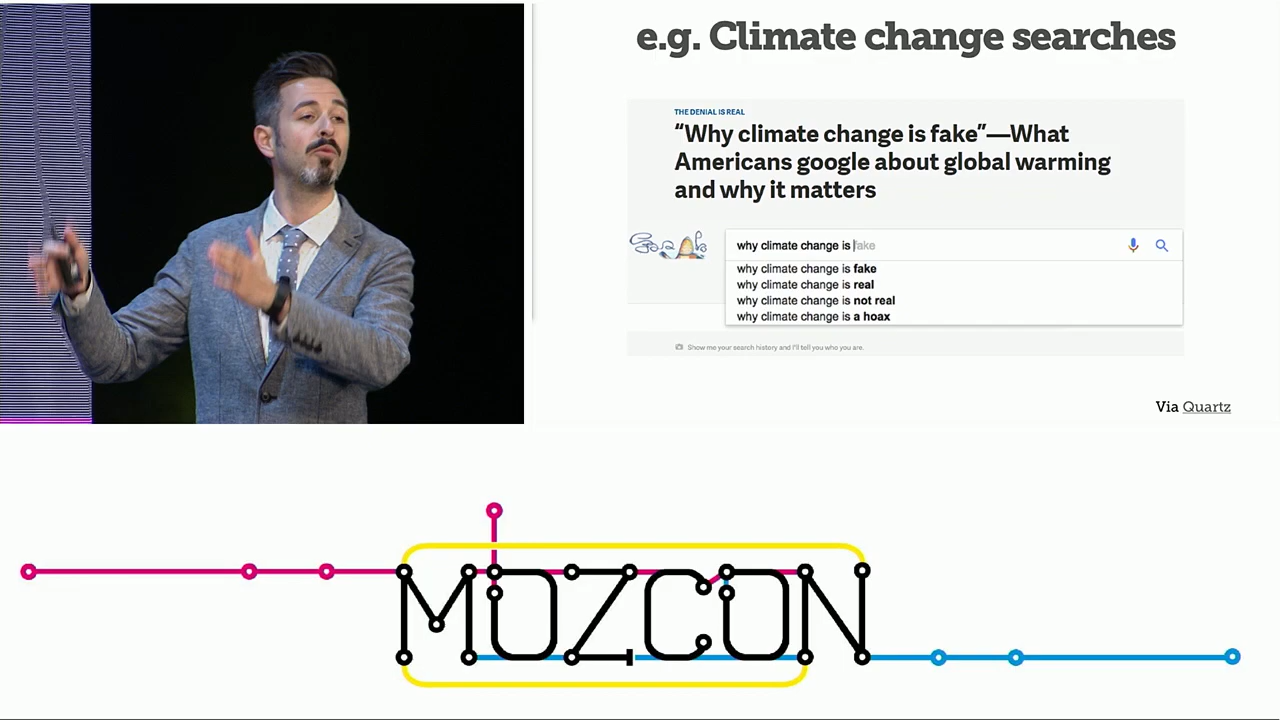 e.g. Climate change searches
THE DENIAL IS REAL
“Why climate change is fake”—What
Americans google about global warming
and why it matters
why climate change is fake
why climate change is fake
why climate change is real
why climate change is not real
why climate change is a hoax
Show me your search history and I'll tell you who you are.
Via Quartz
MOZCON